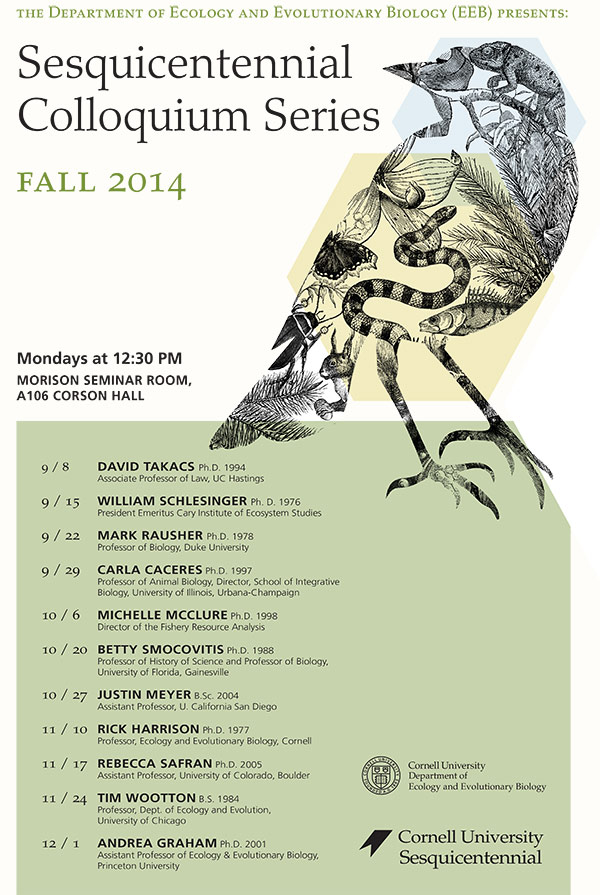 THE DEPARTMENT OF ECOLOGY AND EVOLUTIONARY BIOLOGY (EEB) PRESENTS:
Sesquicentennial
Colloquium Series
FALL 2014
Mondays at 12:30 PM
MORISON SEMINAR ROOM,
A106 CORSON HALL
9 / 8 DAVID TAKACS Ph.D. 1994
Associate Professor of Law, UC Hastings
9 / 15 WILLIAM SCHLESINGER Ph. D. 1976
President Emeritus Cary Institute of Ecosystem Studies
9 / 22 MARK RAUSHER Ph.D. 1978
Professor of Biology, Duke University
9 / 29 CARLA CACERES Ph.D. 1997
Professor of Animal Biology, Director, School of Integrative
Biology, University of Illinois, Urbana-Champaign
10 / 6 MICHELLE MCCLURE Ph.D. 1998
Director of the Fishery Resource Analysis
10 / 20 BETTY SMOCOVITIS Ph.D. 1988
Professor of History of Science and Professor of Biology,
University of Florida, Gainesville
10 / 27 JUSTIN MEYER B.Sc. 2004
Assistant Professor, U. California San Diego
11 / 10 RICK HARRISON Ph.D. 1977
Professor, Ecology and Evolutionary Biology, Cornell
11 / 17 REBECCA SAFRAN Ph.D. 2005
Assistant Professor, University of Colorado, Boulder
11 / 24 TIM WOOTTON B.S. 1984
Professor, Dept. of Ecology and Evolution,
University of Chicago
12 / 1 ANDREA GRAHAM Ph.D. 2001
Assistant Professor of Ecology & Evolutionary Biology,
Princeton University
Cornell University
Department of
Ecology and Evolutionary Biology
Cornell University
Sesquicentennial